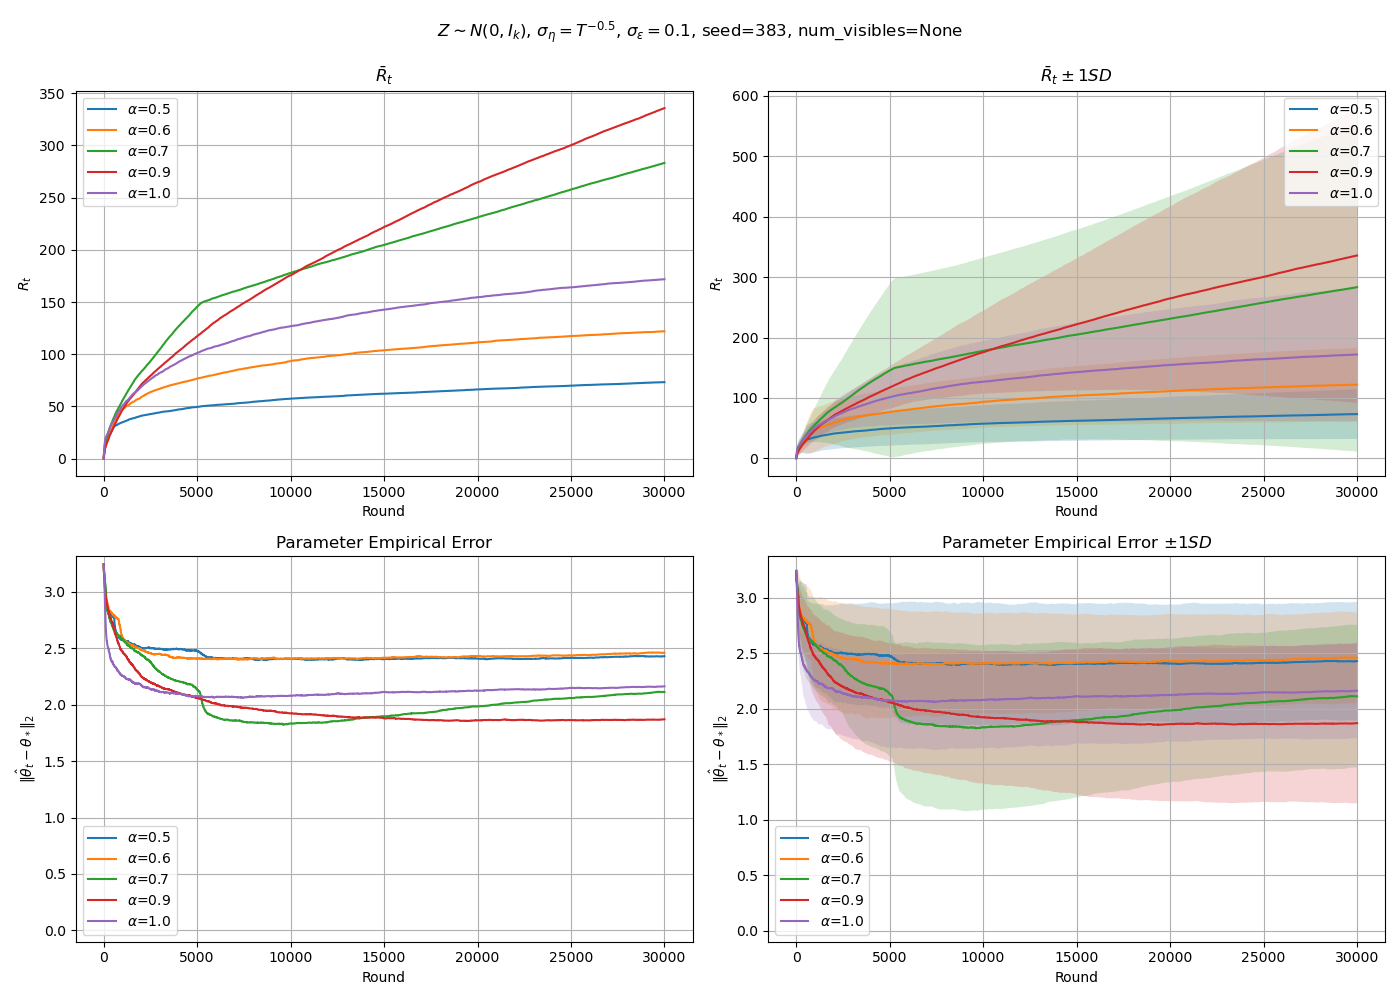 Z ~ N(0, I_k), σ_η = T^{-0.5}, σ_ε = 0.1, seed=383, num_visibles=None
R̄_t
R_t
350
300
250
200
150
100
50
0
α=0.5
α=0.6
α=0.7
α=0.9
α=1.0
0 5000 10000 15000 20000 25000 30000
Round
R̄_t ± 1SD
R_t
600
500
400
300
200
100
0
α=0.5
α=0.6
α=0.7
α=0.9
α=1.0
0 5000 10000 15000 20000 25000 30000
Round
Parameter Empirical Error
‖θ̂_t − θ_*‖_2
3.0
2.5
2.0
1.5
1.0
0.5
0.0
α=0.5
α=0.6
α=0.7
α=0.9
α=1.0
0 5000 10000 15000 20000 25000 30000
Round
Parameter Empirical Error ±1SD
‖θ̂_t − θ_*‖_2
3.0
2.5
2.0
1.5
1.0
0.5
0.0
α=0.5
α=0.6
α=0.7
α=0.9
α=1.0
0 5000 10000 15000 20000 25000 30000
Round